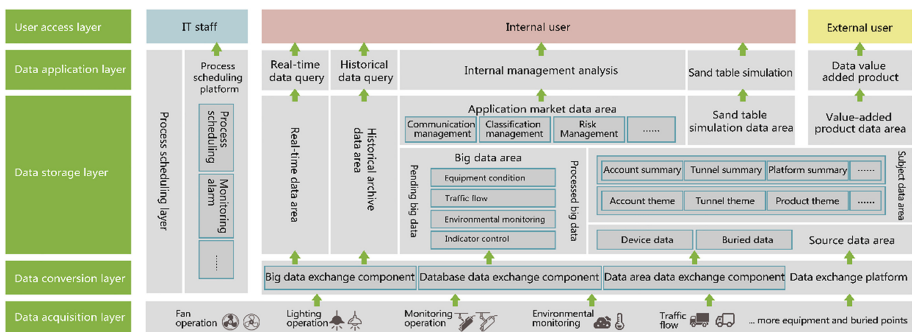 User access layer
IT staff
Internal user
External user
Data application layer
Process
scheduling
platform
Real-time
data query
Historical
data query
Internal management analysis
Sand table simulation
Data value
added product
Data storage layer
Process scheduling layer
Process
scheduling
Monitoring
alarm
....
Real-time data area
Historical archive
data area
Application market data area
Communication
management
Classification
management
Risk
Management
......
Sand table
simulation data area
Value-added
product data area
Pending big
data
Big data area
Equipment condition
Traffic flow
Environmental monitoring
Indicator control
Processed big
data
Account summary
Tunnel summary
Platform summary
......
Account theme
Tunnel theme
Product theme
......
Subject data area
Device data
Buried data
Source data area
Data conversion layer
Big data exchange component
Database data exchange component
Data area data exchange component
Data exchange platform
Data acquisition layer
Fan
operation
Lighting
operation
Monitoring
operation
Environmental
monitoring
Traffic
flow
... more equipment and buried points